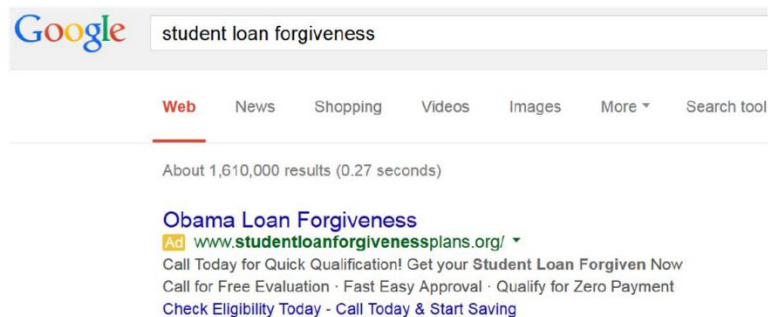 Google student loan forgiveness
Web News Shopping Videos Images More Search tool
About 1,610,000 results (0.27 seconds)
Obama Loan Forgiveness
Ad www.studentloanforgivenessplans.org/
Call Today for Quick Qualification! Get your Student Loan Forgiven Now
Call for Free Evaluation · Fast Easy Approval · Qualify for Zero Payment
Check Eligibility Today - Call Today & Start Saving